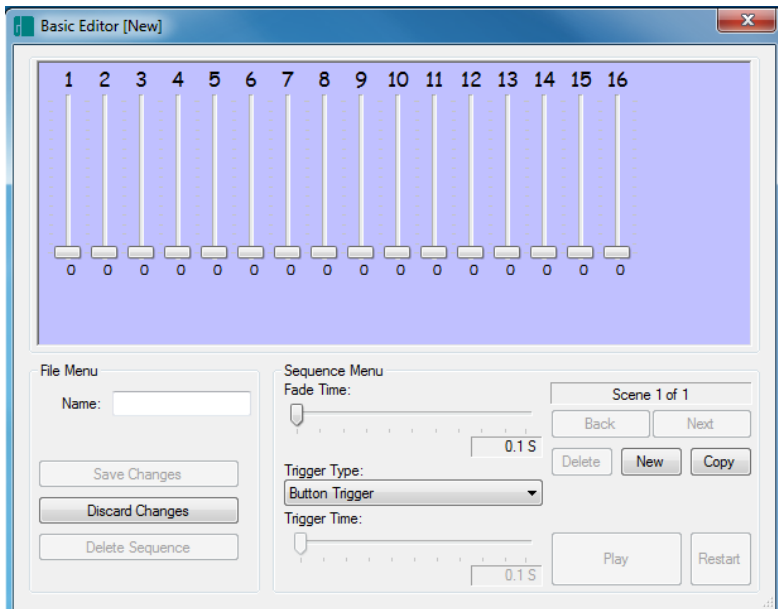 Basic Editor [New]
1 2 3 4 5 6 7 8 9 10 11 12 13 14 15 16
0 0 0 0 0 0 0 0 0 0 0 0 0 0 0 0
File Menu
Name:
Save Changes
Discard Changes
Delete Sequence
Sequence Menu
Fade Time:
0.1 S
Trigger Type:
Button Trigger
Trigger Time:
0.1 S
Scene 1 of 1
Back Next
Delete New Copy
Play Restart